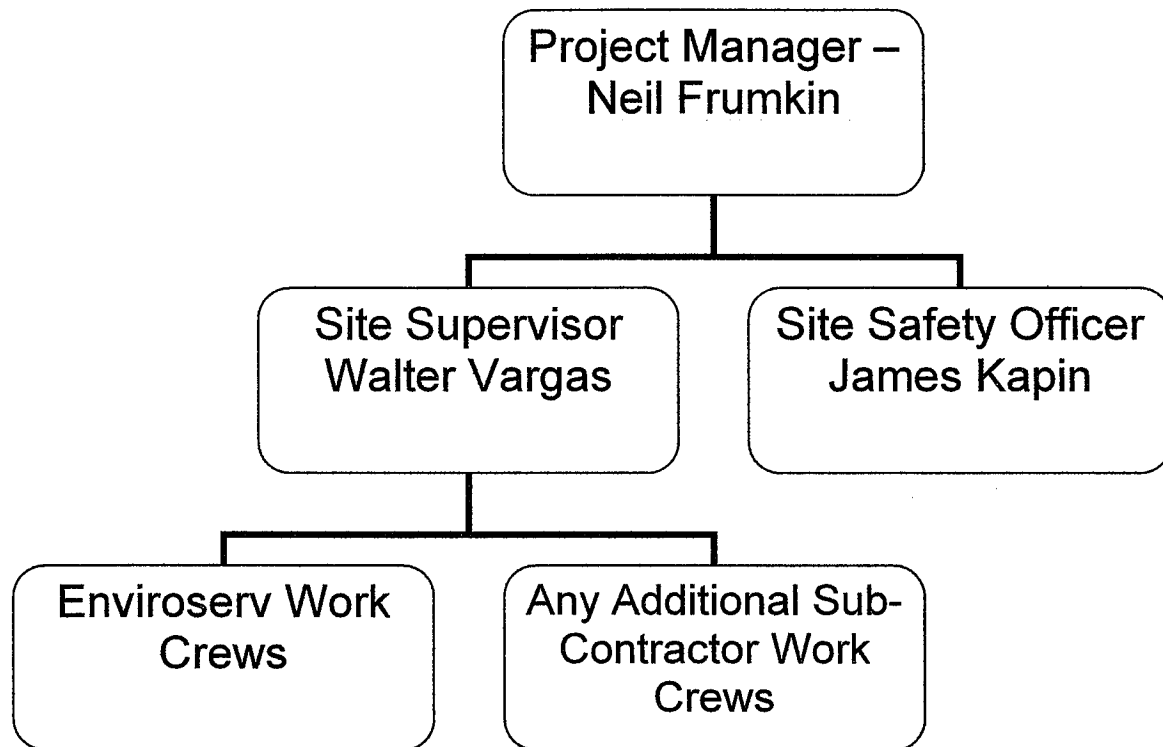 Project Manager –
Neil Frumkin
Site Supervisor
Walter Vargas
Site Safety Officer
James Kapin
Enviroserv Work
Crews
Any Additional Sub-
Contractor Work
Crews